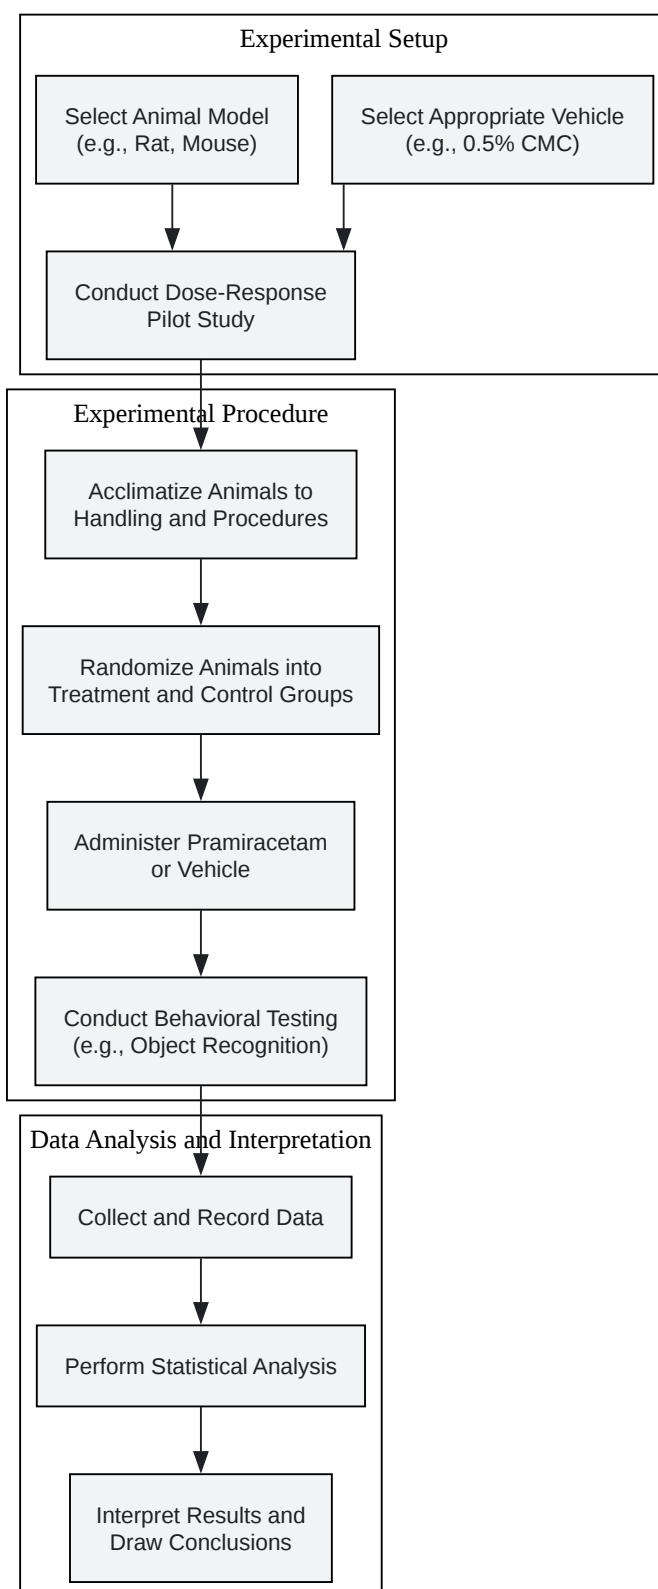 Experimental Setup
Select Animal Model
(e.g., Rat, Mouse)
Select Appropriate Vehicle
(e.g., 0.5% CMC)
Conduct Dose-Response
Pilot Study
Experimental Procedure
Acclimatize Animals to
Handling and Procedures
Randomize Animals into
Treatment and Control Groups
Administer Pramiracetam
or Vehicle
Conduct Behavioral Testing
(e.g., Object Recognition)
Data Analysis and Interpretation
Collect and Record Data
Perform Statistical Analysis
Interpret Results and
Draw Conclusions